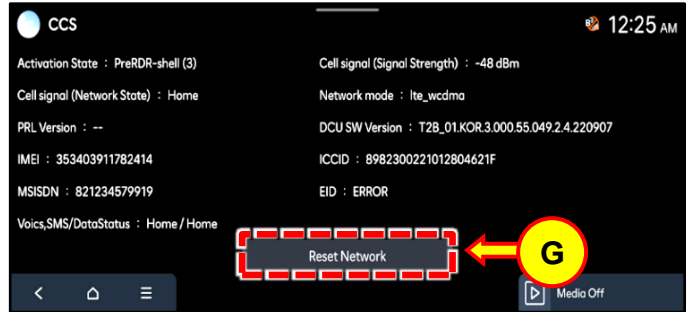 CCS
12:25 AM
Activation State : PreRDR-shell (3)
Cell signal (Signal Strength) : -48 dBm
Cell signal (Network State) : Home
Network mode : lte_wcdma
PRL Version : --
DCU SW Version : T2B_01.KOR.3.000.55.049.2.4.220907
IMEI : 353403911782414
ICCID : 8982300221012804621F
MSISDN : 821234579919
EID : ERROR
Voics,SMS/DataStatus : Home / Home
Reset Network
G
Media Off